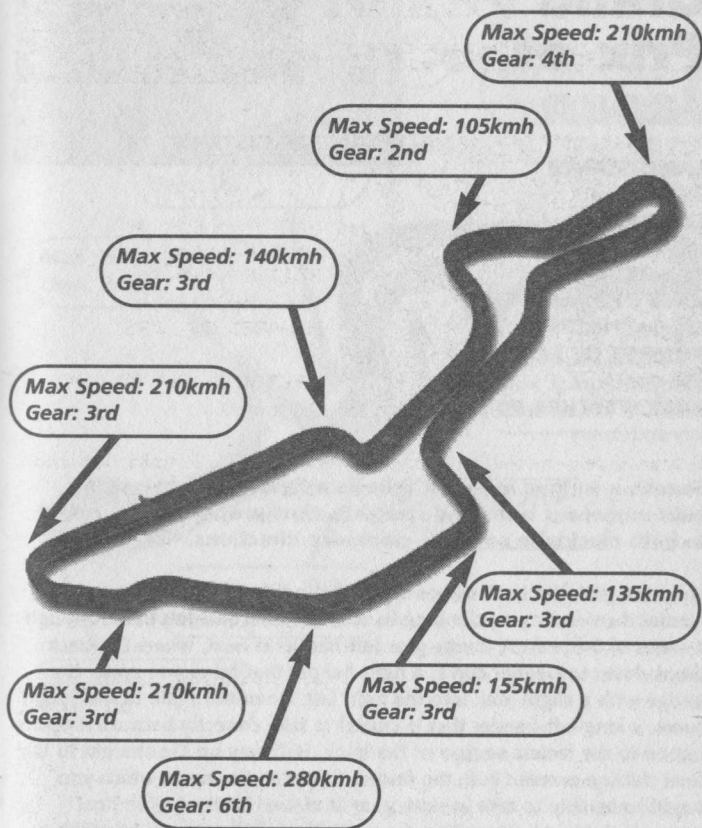 Max Speed: 210kmh
Gear: 4th
Max Speed: 105kmh
Gear: 2nd
Max Speed: 140kmh
Gear: 3rd
Max Speed: 210kmh
Gear: 3rd
Max Speed: 135kmh
Gear: 3rd
Max Speed: 210kmh
Gear: 3rd
Max Speed: 155kmh
Gear: 3rd
Max Speed: 280kmh
Gear: 6th